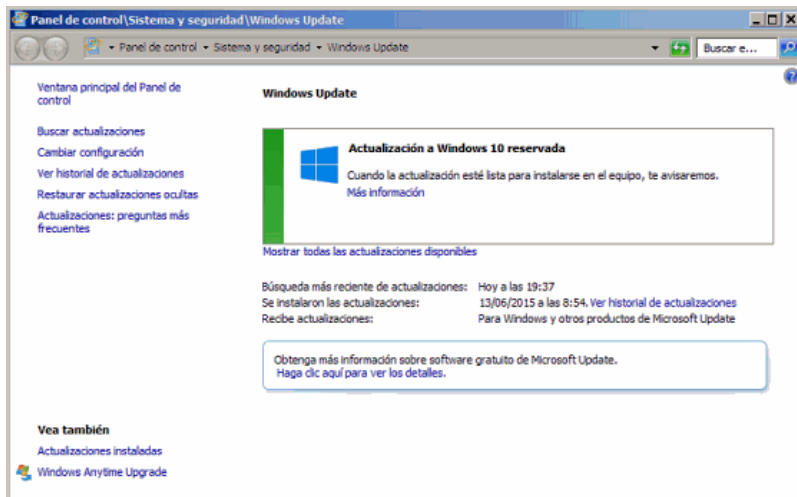 Panel de control\Sistema y seguridad\Windows Update
Panel de control Sistema y seguridad Windows Update
Buscar e...
Ventana principal del Panel de
control
Buscar actualizaciones
Cambiar configuración
Ver historial de actualizaciones
Restaurar actualizaciones ocultas
Actualizaciones: preguntas más
frecuentes
Windows Update
Actualización a Windows 10 reservada
Cuando la actualización esté lista para instalarse en el equipo, te avisaremos.
Más información
Mostrar todas las actualizaciones disponibles
Búsqueda más reciente de actualizaciones: Hoy a las 19:37
Se instalaron las actualizaciones: 13/06/2015 a las 8:54. Ver historial de actualizaciones
Recibe actualizaciones: Para Windows y otros productos de Microsoft Update
Obtenga más información sobre software gratuito de Microsoft Update.
Haga clic aquí para ver los detalles.
Vea también
Actualizaciones instaladas
Windows Anytime Upgrade